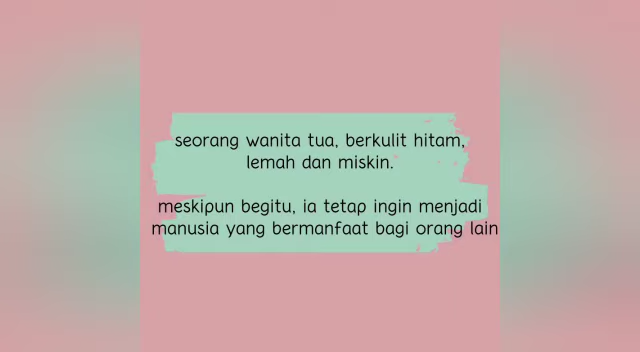 seorang wanita tua, berkulit hitam,
lemah dan miskin.
meskipun begitu, ia tetap ingin menjadi
manusia yang bermanfaat bagi orang lain